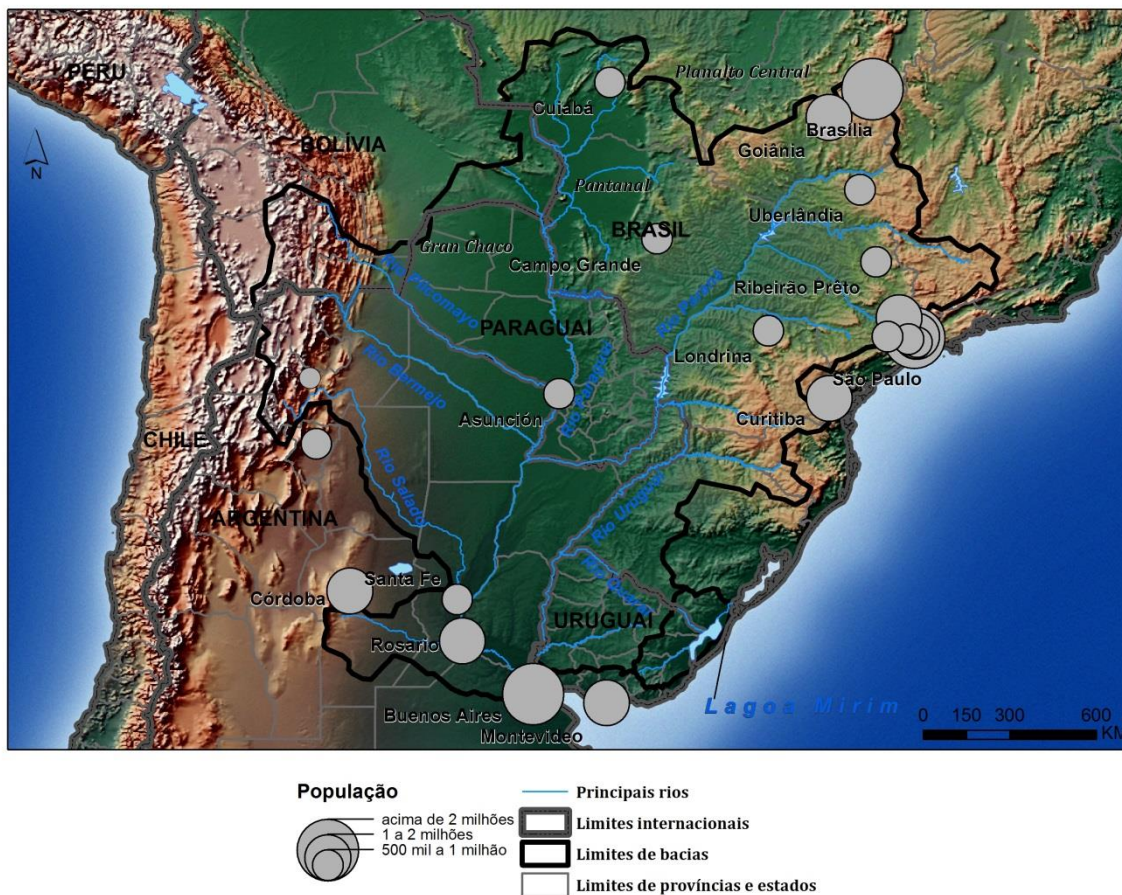 PERU
Planalto Central
Cuiabá
Brasília
BOLÍVIA
Goiânia
N
Pantanal
Uberlândia
BRASIL
Gran Chaco
Campo Grande
Rio Pilcomayo
Rio Paraná
Ribeirão Prêto
PARAGUAI
Rio Bermejo
Londrina
São Paulo
Rio Paraguai
Asunción
Curitiba
CHILE
Rio Salado
Rio Uruguai
ARGENTINA
Santa Fe
Córdoba
URUGUAI
Rosario
Buenos Aires
Montevideo
Lagoa Mirim
0 150 300 600
KM
População
acima de 2 milhões
1 a 2 milhões
500 mil a 1 milhão
Principais rios
Limites internacionais
Limites de bacias
Limites de províncias e estados